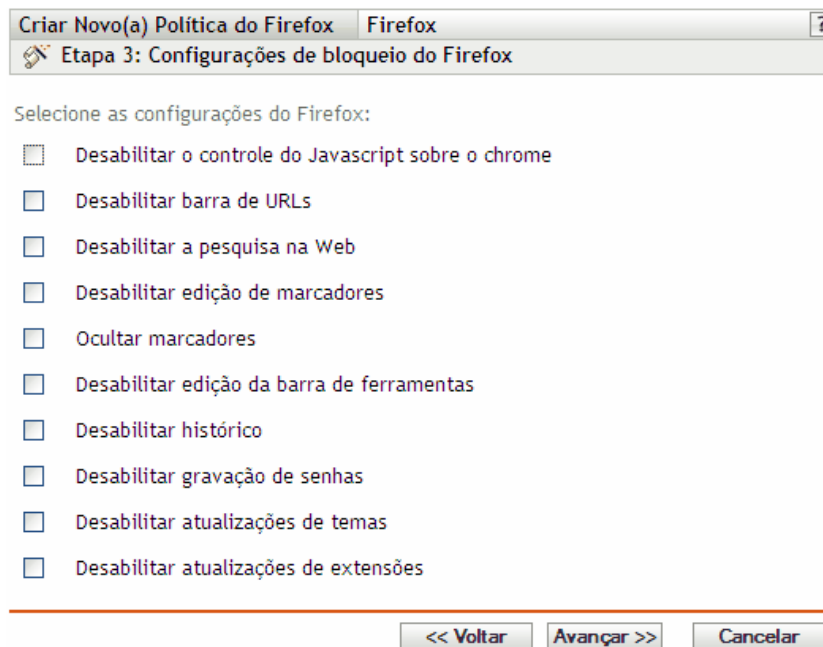 Criar Novo(a) Política do Firefox Firefox ?
Etapa 3: Configurações de bloqueio do Firefox
Selecione as configurações do Firefox:
Desabilitar o controle do Javascript sobre o chrome
Desabilitar barra de URLs
Desabilitar a pesquisa na Web
Desabilitar edição de marcadores
Ocultar marcadores
Desabilitar edição da barra de ferramentas
Desabilitar histórico
Desabilitar gravação de senhas
Desabilitar atualizações de temas
Desabilitar atualizações de extensões
<< Voltar Avançar >> Cancelar